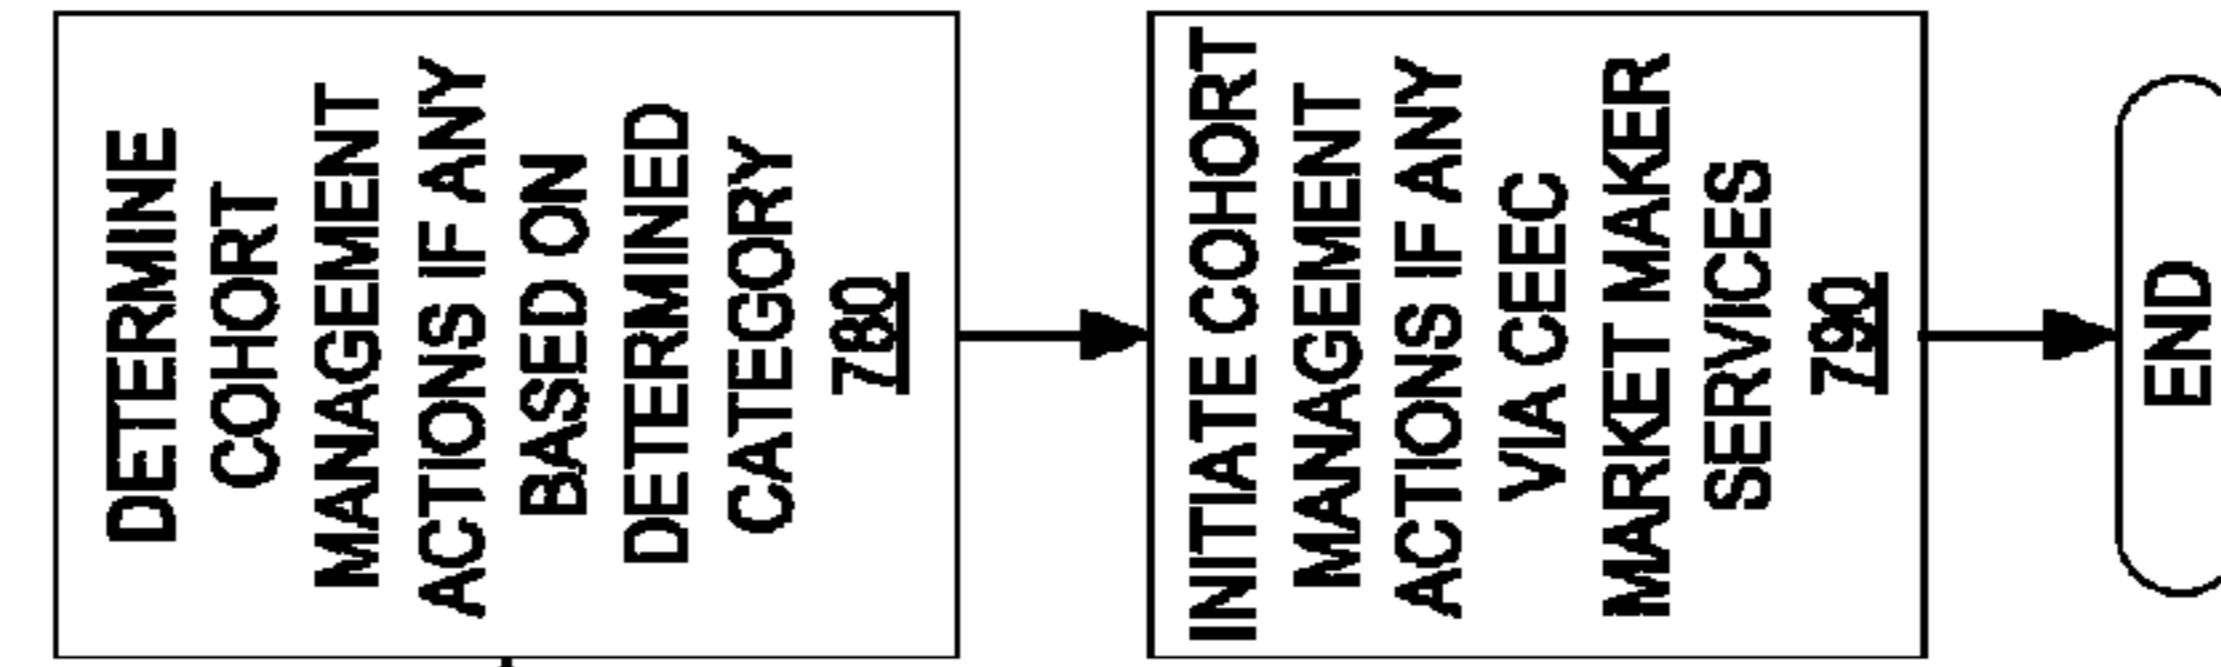 DETERMINE
COHORT
MANAGEMENT
ACTIONS IF ANY
BASED ON
DETERMINED
CATEGORY
780
INITIATE COHORT
MANAGEMENT
ACTIONS IF ANY
VIA CEEC
MARKET MAKER
SERVICES
790
END